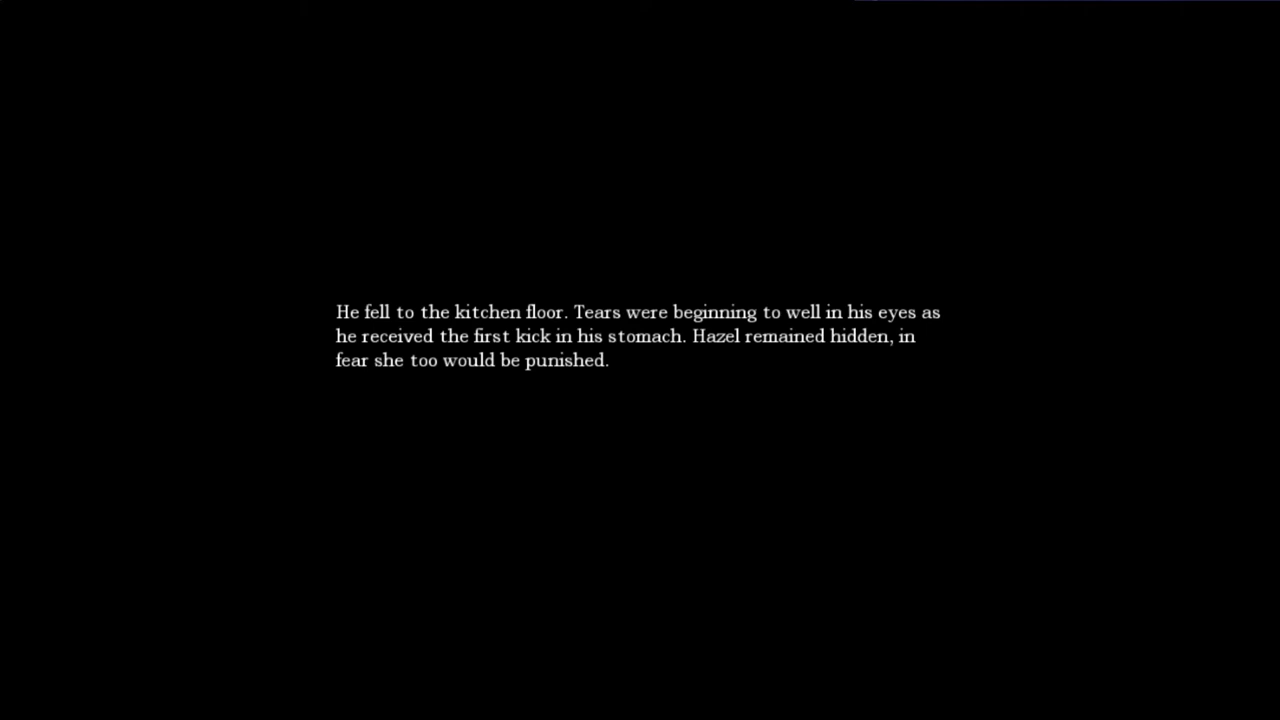 He fell to the kitchen floor. Tears were beginning to well in his eyes as
he received the first kick in his stomach. Hazel remained hidden, in
fear she too would be punished.